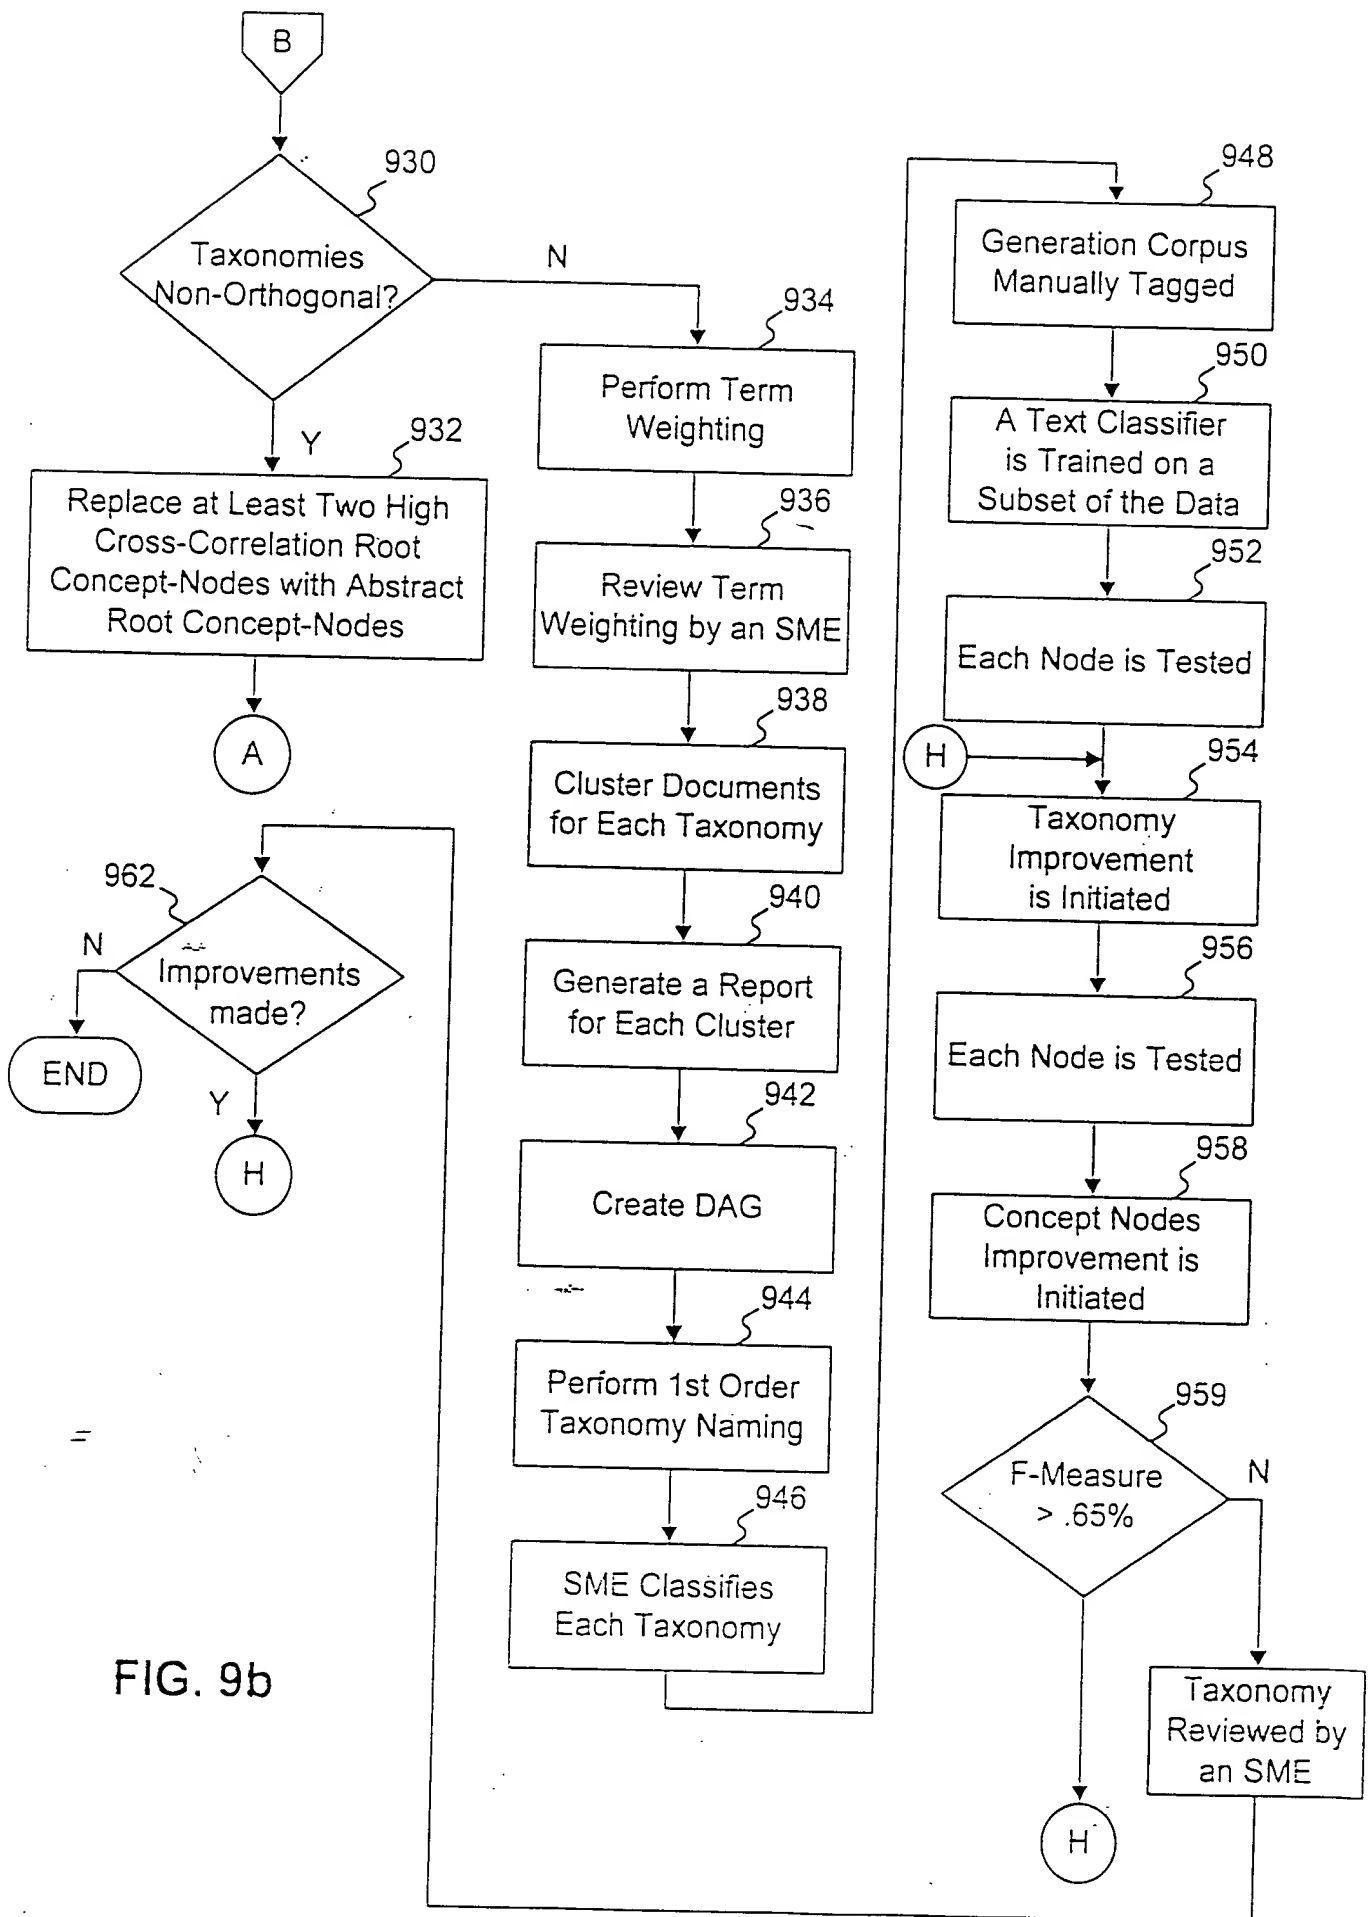 B
930
Taxonomies
Non-Orthogonal?
N
Y
932
Replace at Least Two High
Cross-Correlation Root
Concept-Nodes with Abstract
Root Concept-Nodes
A
962
Improvements
made?
N
END
Y
H
934
Perform Term
Weighting
936
Review Term
Weighting by an SME
938
Cluster Documents
for Each Taxonomy
940
Generate a Report
for Each Cluster
942
Create DAG
944
Perform 1st Order
Taxonomy Naming
946
SME Classifies
Each Taxonomy
948
Generation Corpus
Manually Tagged
950
A Text Classifier
is Trained on a
Subset of the Data
952
Each Node is Tested
H
954
Taxonomy
Improvement
is Initiated
956
Each Node is Tested
958
Concept Nodes
Improvement is
Initiated
959
F-Measure
> .65%
N
Taxonomy
Reviewed by
an SME
H
FIG. 9b